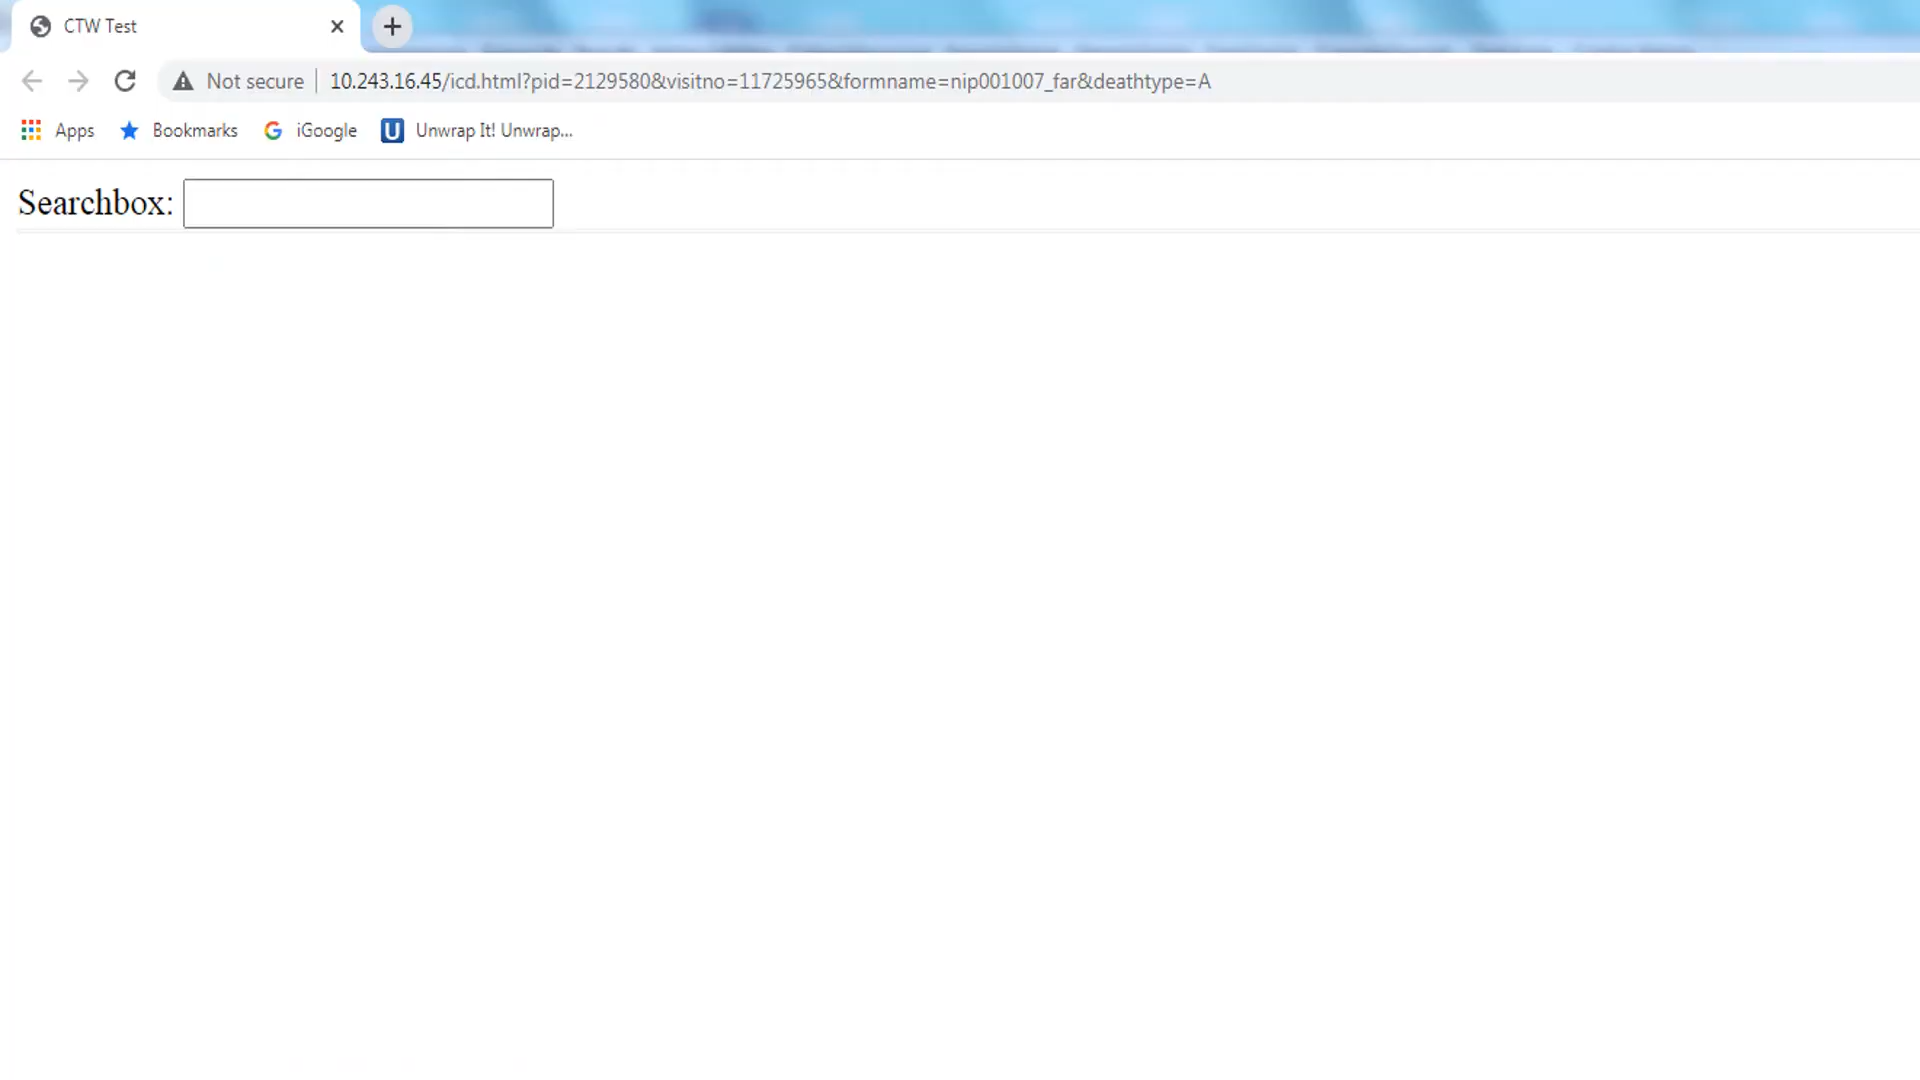 CTW Test
Not secure 10.243.16.45/icd.html?pid=2129580&visitno=11725965&formname=nip001007_far&deathtype=A
Apps Bookmarks iGoogle Unwrap It! Unwrap...
Searchbox: